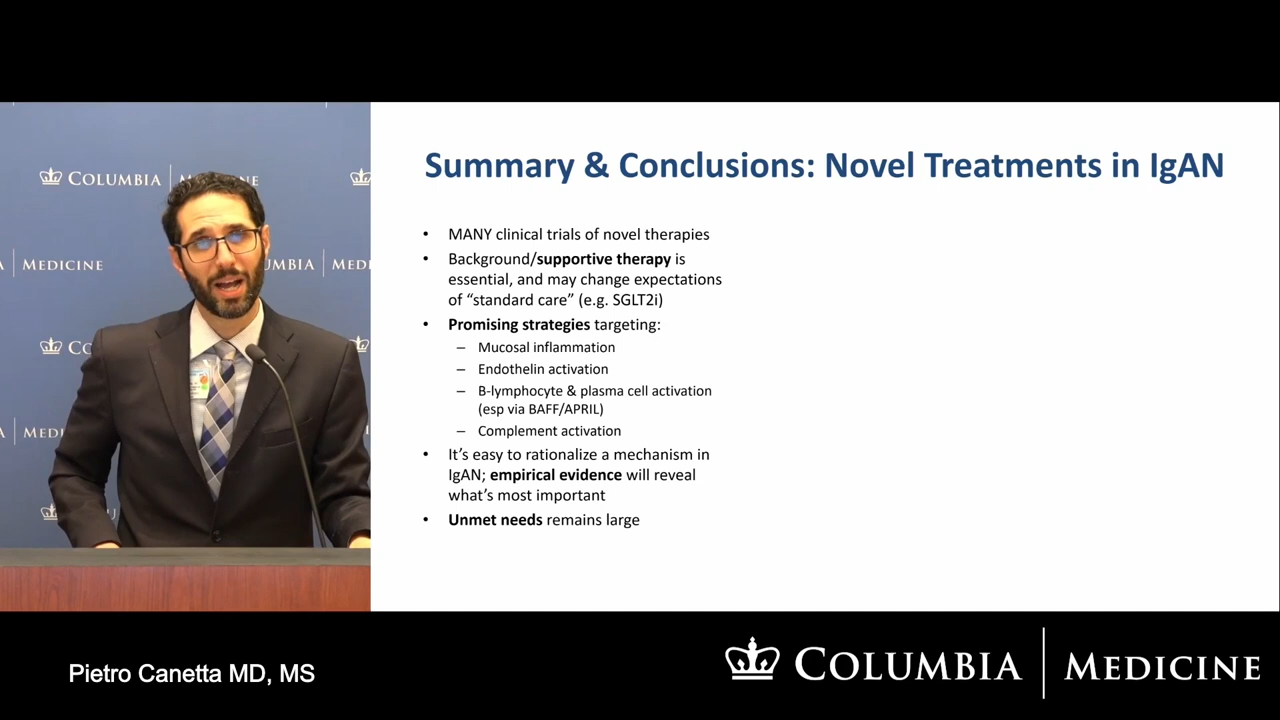 COLUMBIA MEDICINE
MEDICINE
UMBIA MEDI
CO
MEDIC
Summary & Conclusions: Novel Treatments in IgAN
• MANY clinical trials of novel therapies
• Background/supportive therapy is
essential, and may change expectations
of “standard care” (e.g. SGLT2i)
• Promising strategies targeting:
– Mucosal inflammation
– Endothelin activation
– B-lymphocyte & plasma cell activation
(esp via BAFF/APRIL)
– Complement activation
• It’s easy to rationalize a mechanism in
IgAN; empirical evidence will reveal
what’s most important
• Unmet needs remains large
Pietro Canetta MD, MS
COLUMBIA MEDICINE